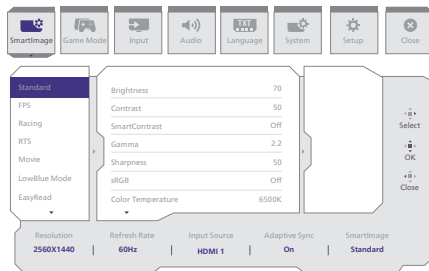 SmartImage
Game Mode
Input
Audio
TXT
Language
System
Setup
Close
Standard
FPS
Racing
RTS
Movie
LowBlue Mode
EasyRead
Brightness 70
Contrast 50
SmartContrast Off
Gamma 2.2
Sharpness 50
sRGB Off
Color Temperature 6500K
Select
OK
Close
Resolution Refresh Rate Input Source Adaptive Sync SmartImage
2560X1440 | 60Hz | HDMI 1 | On | Standard